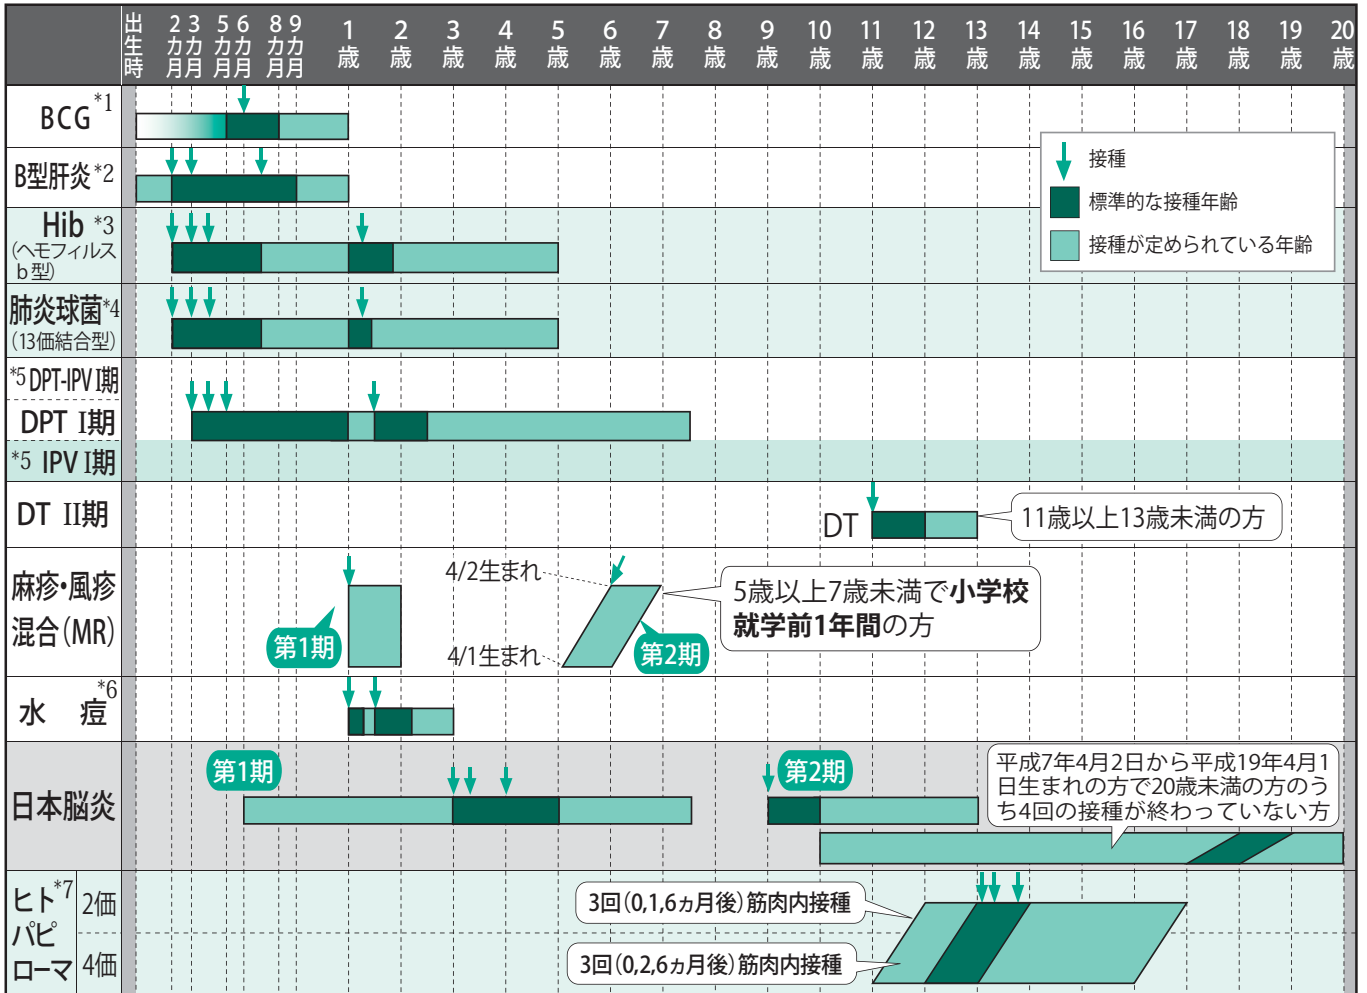 出生時 2カ月 3カ月 5カ月 6カ月 8カ月 9カ月 1歳 2歳 3歳 4歳 5歳 6歳 7歳 8歳 9歳 10歳 11歳 12歳 13歳 14歳 15歳 16歳 17歳 18歳 19歳 20歳
BCG *1
接種
標準的な接種年齢
接種が定められている年齢
B型肝炎 *2
Hib *3
(ヘモフィルス
b型)
肺炎球菌 *4
(13価結合型)
*5 DPT-IPV I期
DPT I期
*5 IPV I期
DT II期
DT
11歳以上13歳未満の方
麻疹・風疹
混合(MR)
第1期
4/2生まれ
4/1生まれ
第2期
5歳以上7歳未満で小学校
就学前1年間の方
水 痘 *6
日本脳炎
第1期
第2期
平成7年4月2日から平成19年4月1
日生まれの方で20歳未満の方のう
ち4回の接種が終わっていない方
ヒト *7
パピ
ローマ
2価
4価
3回(0,1,6ヵ月後)筋肉内接種
3回(0,2,6ヵ月後)筋肉内接種